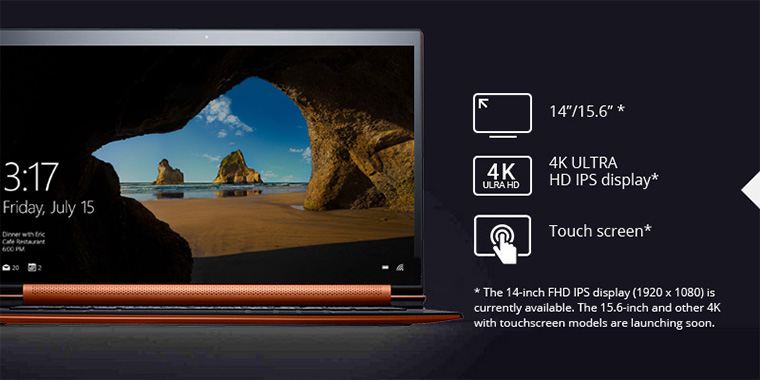 3:17
Friday, July 15
Dinner with Eric
Cafe Restaurant
6:00 PM
20
2
14”/15.6” *
4K
ULRA HD
4K ULTRA
HD IPS display*
Touch screen*
* The 14-inch FHD IPS display (1920 x 1080) is
currently available. The 15.6-inch and other 4K
with touchscreen models are launching soon.